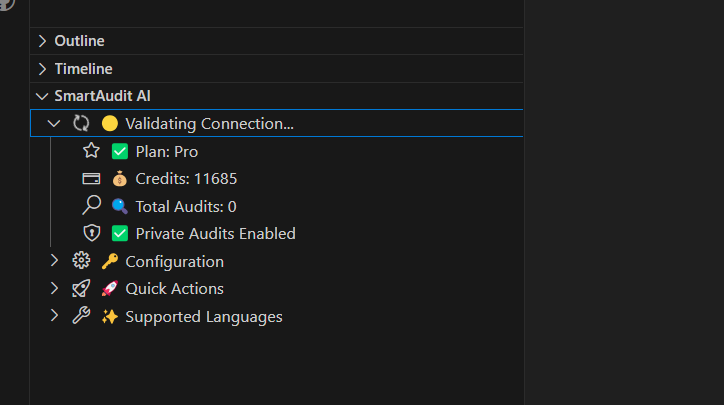 Outline
Timeline
SmartAudit AI
Validating Connection...
Plan: Pro
Credits: 11685
Total Audits: 0
Private Audits Enabled
Configuration
Quick Actions
Supported Languages